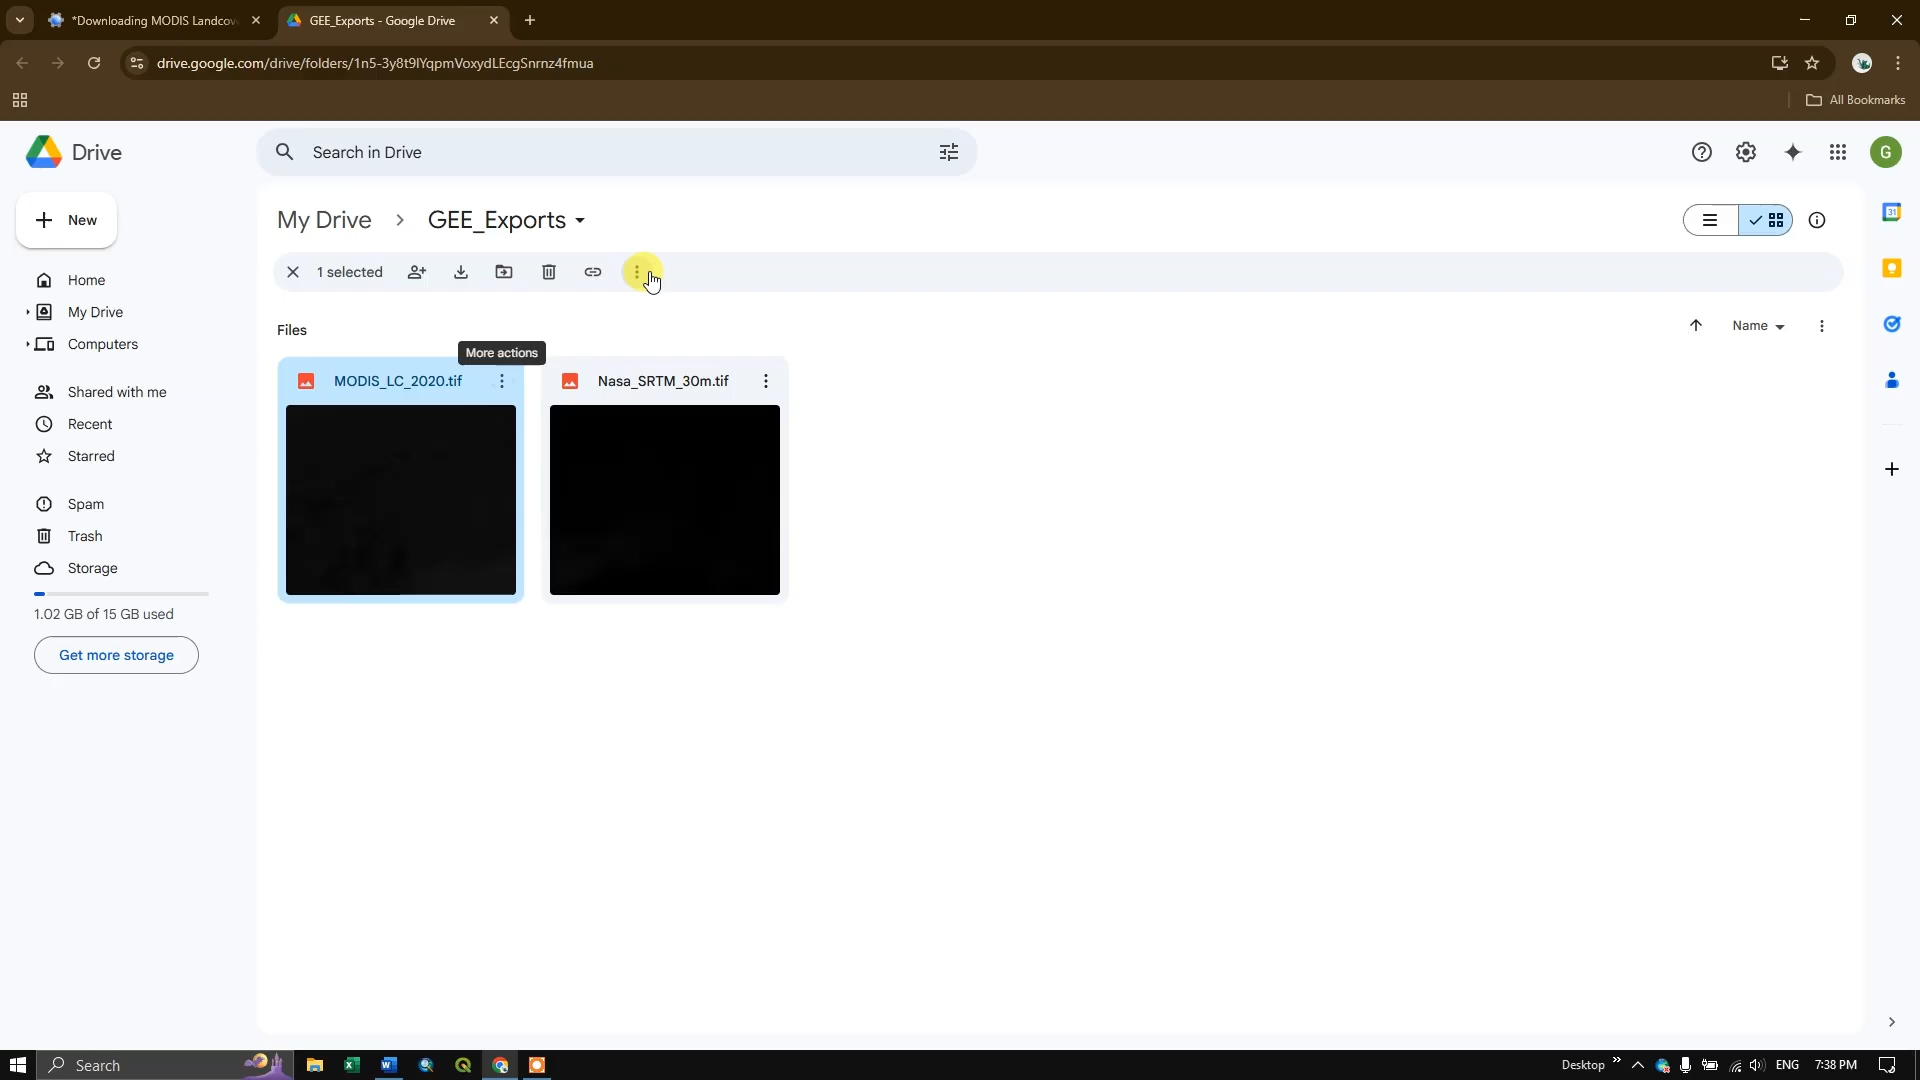 *Downloading MODIS Landcov
GEE_Exports - Google Drive
drive.google.com/drive/folders/1n5-3y8t9lYqpmVoxydLEcgSnrnz4fmua
All Bookmarks
Drive
Search in Drive
G
New
My Drive
GEE_Exports
31
1 selected
Home
My Drive
Computers
Files
Name
More actions
MODIS_LC_2020.tif
Nasa_SRTM_30m.tif
Shared with me
Recent
Starred
Spam
Trash
Storage
1.02 GB of 15 GB used
Get more storage
Search
Desktop
ENG
7:38 PM